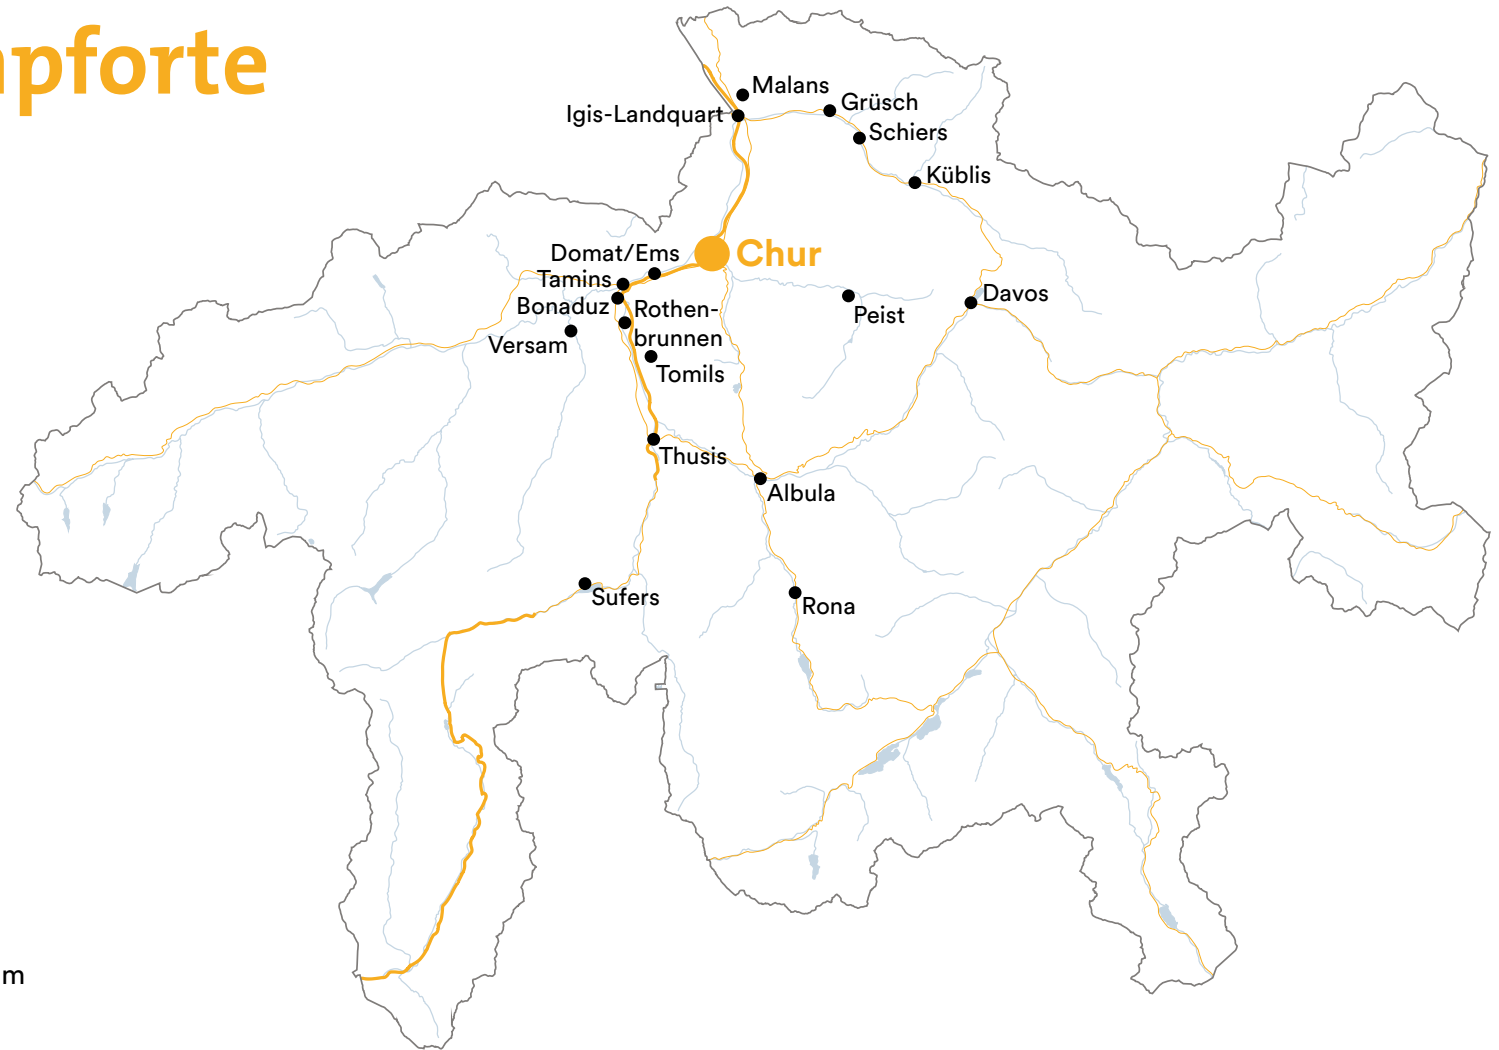 npforte
Malans
Igis-Landquart
Grüsch
Schiers
Küblis
Domat/Ems
Chur
Tamins
Bonaduz
Rothen-
brunnen
Versam
Tomils
Peist
Davos
Thusis
Albula
Sufers
Rona
m